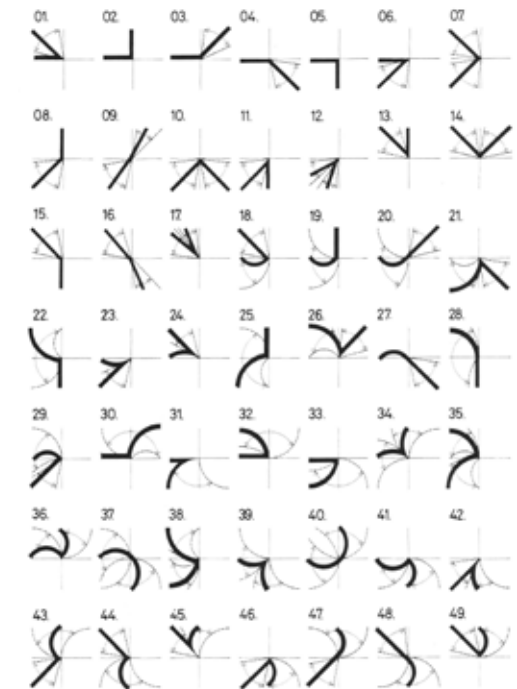 01. 02. 03. 04. 05. 06. 07.
08. 09. 10. 11. 12. 13. 14.
15. 16. 17. 18. 19. 20. 21.
22. 23. 24. 25. 26. 27. 28.
29. 30. 31. 32. 33. 34. 35.
36. 37. 38. 39. 40. 41. 42.
43. 44. 45. 46. 47. 48. 49.